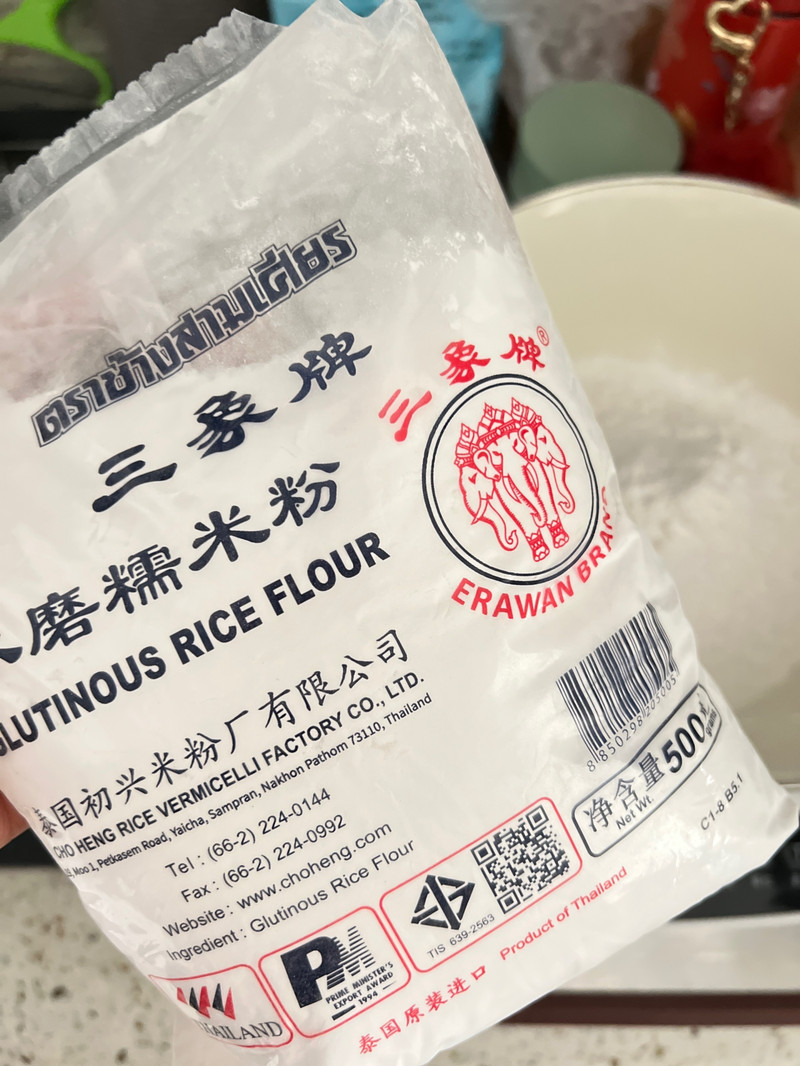 ตราช้างสามเศียร
三象牌
三象牌®
ERAWAN BRAND
磨糯米粉
GLUTINOUS RICE FLOUR
泰国初兴米粉厂有限公司
CHO HENG RICE VERMICELLI FACTORY CO., LTD.
Moo 1, Petkasem Road, Yaicha, Sampran, Nakhon Pathom 73110, Thailand
Tel : (66-2) 224-0144
Fax : (66-2) 224-0992
Website : www.choheng.com
Ingredient : Glutinous Rice Flour
8 850298 205005
净含量
Net Wt.
500
C1-8 B5.1
TIS 639-2563
PM
PRIME MINISTER'S
EXPORT AWARD
1994
THAILAND
泰国原装进口 Product of Thailand